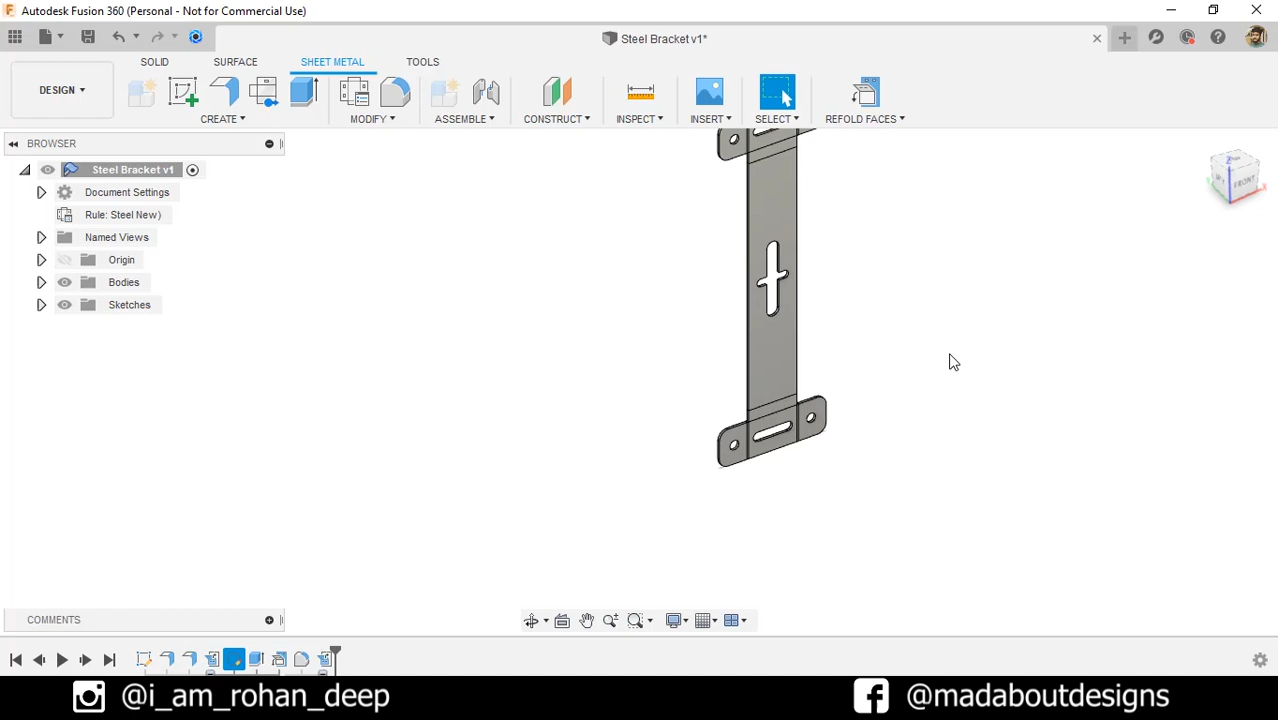 Autodesk Fusion 360 (Personal - Not for Commercial Use)
Steel Bracket v1*
SOLID SURFACE SHEET METAL TOOLS
DESIGN
CREATE MODIFY ASSEMBLE CONSTRUCT INSPECT INSERT SELECT REFOLD FACES
BROWSER
Steel Bracket v1
Document Settings
Rule: Steel New)
Named Views
Origin
Bodies
Sketches
FRONT
COMMENTS
@i_am_rohan_deep @madaboutdesigns